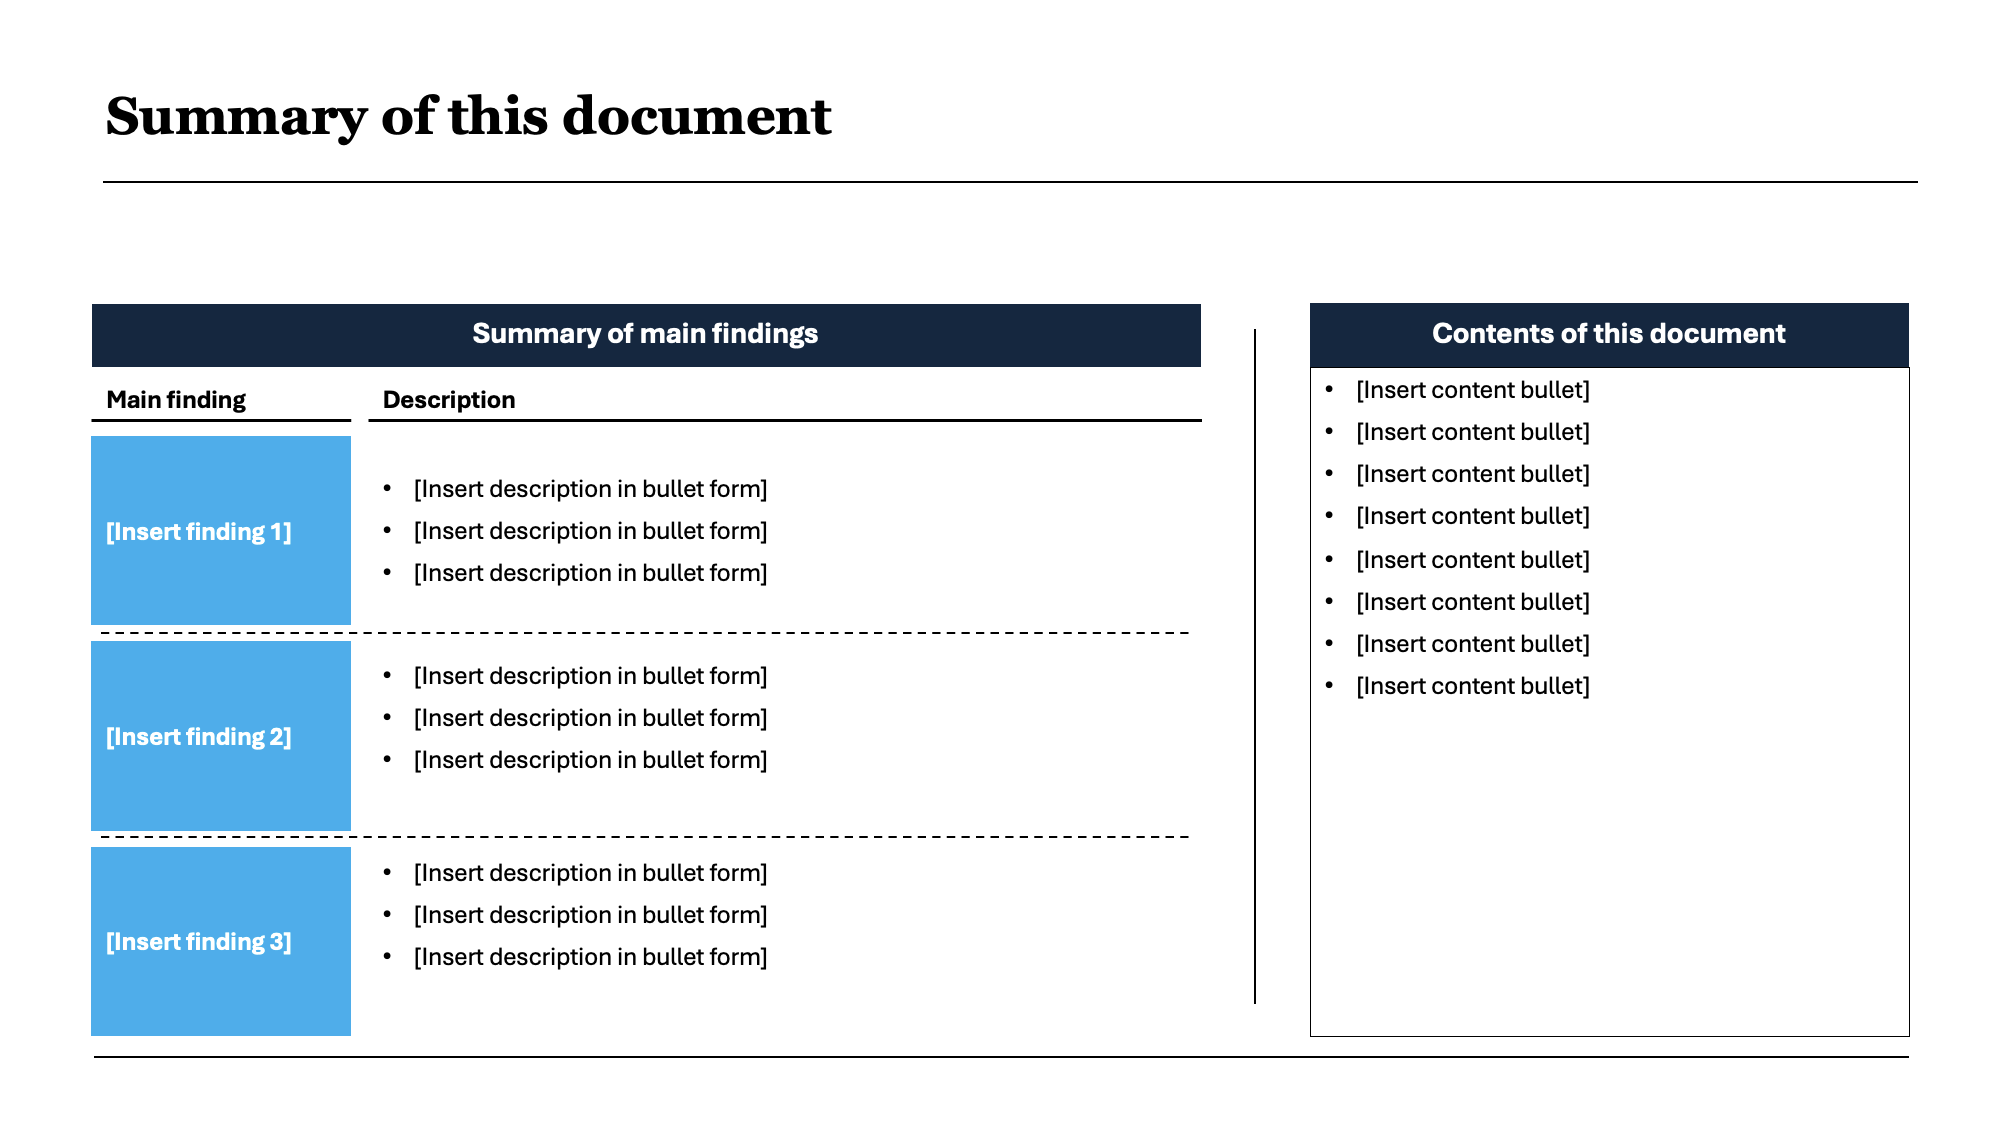 Summary of this document
Summary of main findings
Main finding
Description
[Insert finding 1]
• [Insert description in bullet form]
• [Insert description in bullet form]
• [Insert description in bullet form]
[Insert finding 2]
• [Insert description in bullet form]
• [Insert description in bullet form]
• [Insert description in bullet form]
[Insert finding 3]
• [Insert description in bullet form]
• [Insert description in bullet form]
• [Insert description in bullet form]
Contents of this document
• [Insert content bullet]
• [Insert content bullet]
• [Insert content bullet]
• [Insert content bullet]
• [Insert content bullet]
• [Insert content bullet]
• [Insert content bullet]
• [Insert content bullet]